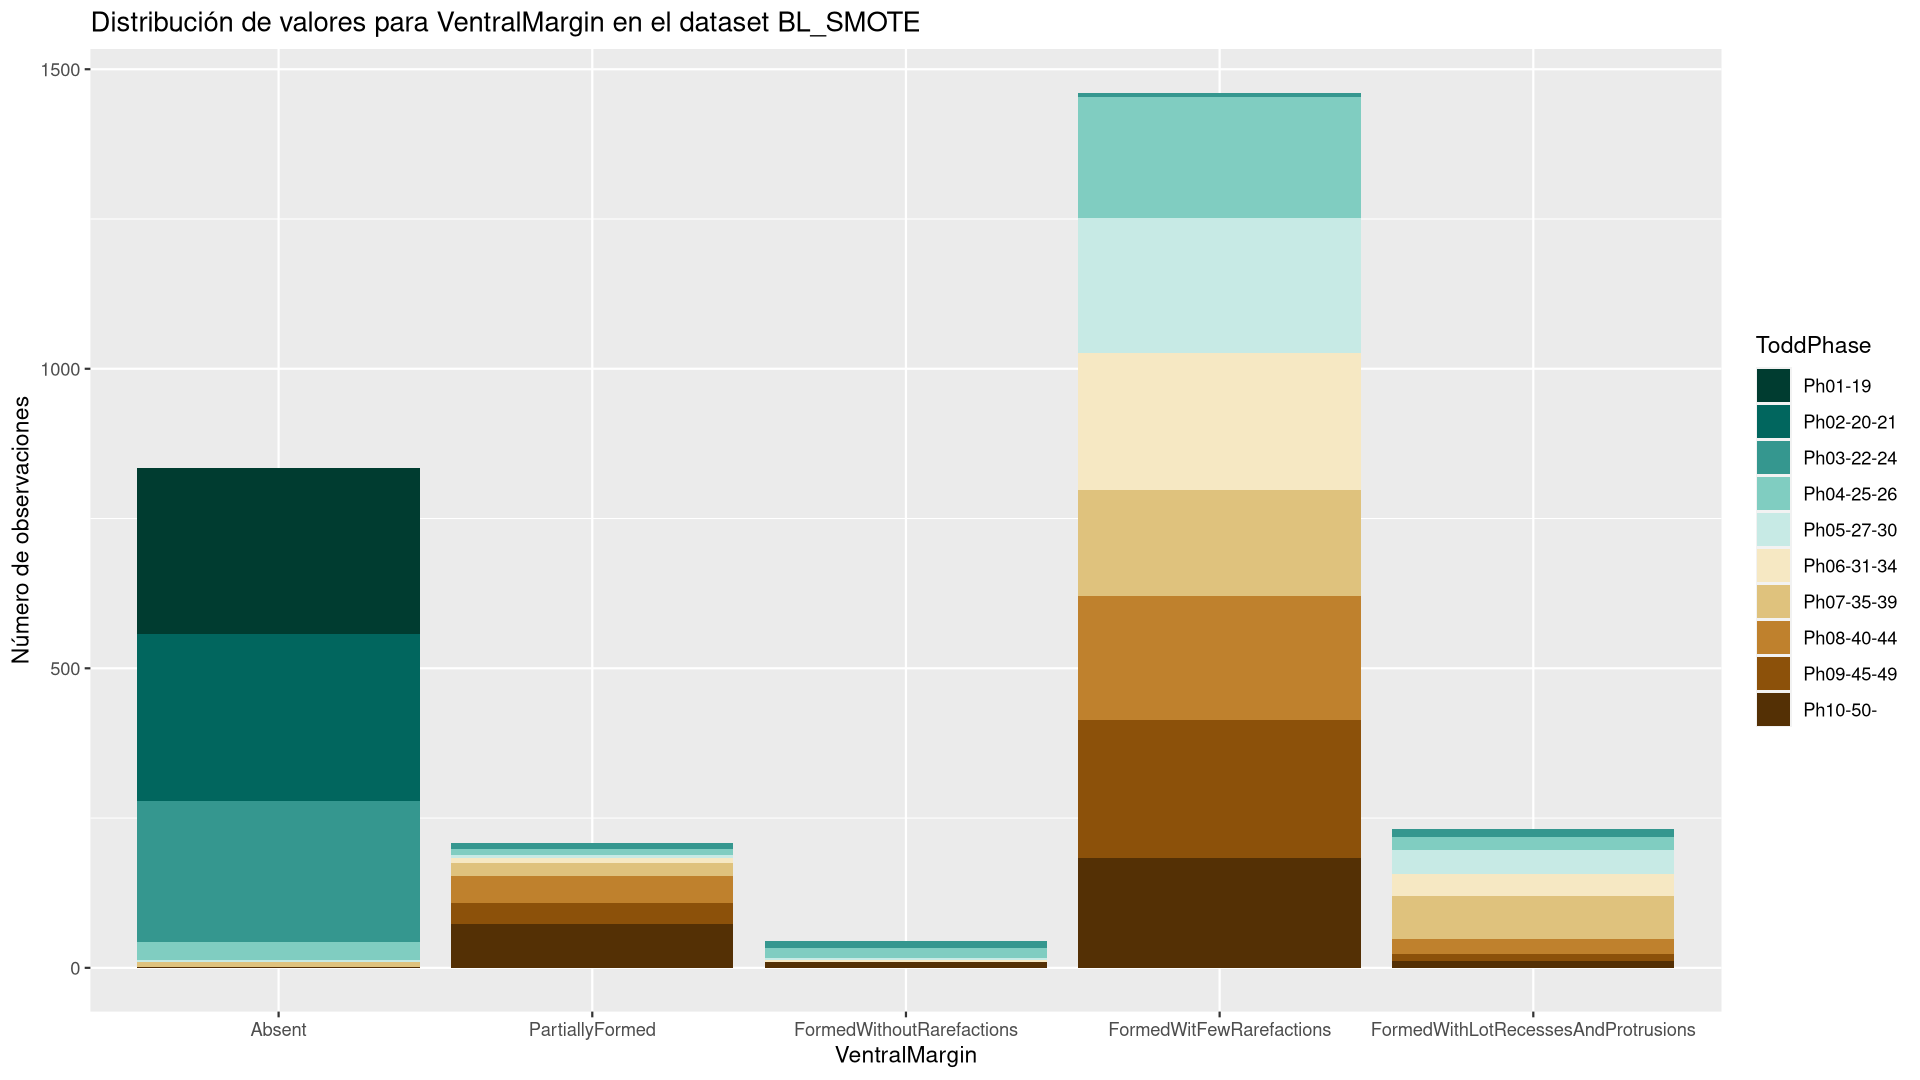 Distribución de valores para VentralMargin en el dataset BL_SMOTE
1500
1000
500
0
Número de observaciones
Absent
PartiallyFormed
FormedWithoutRarefactions
FormedWitFewRarefactions
FormedWithLotRecessesAndProtrusions
VentralMargin
ToddPhase
Ph01-19
Ph02-20-21
Ph03-22-24
Ph04-25-26
Ph05-27-30
Ph06-31-34
Ph07-35-39
Ph08-40-44
Ph09-45-49
Ph10-50-